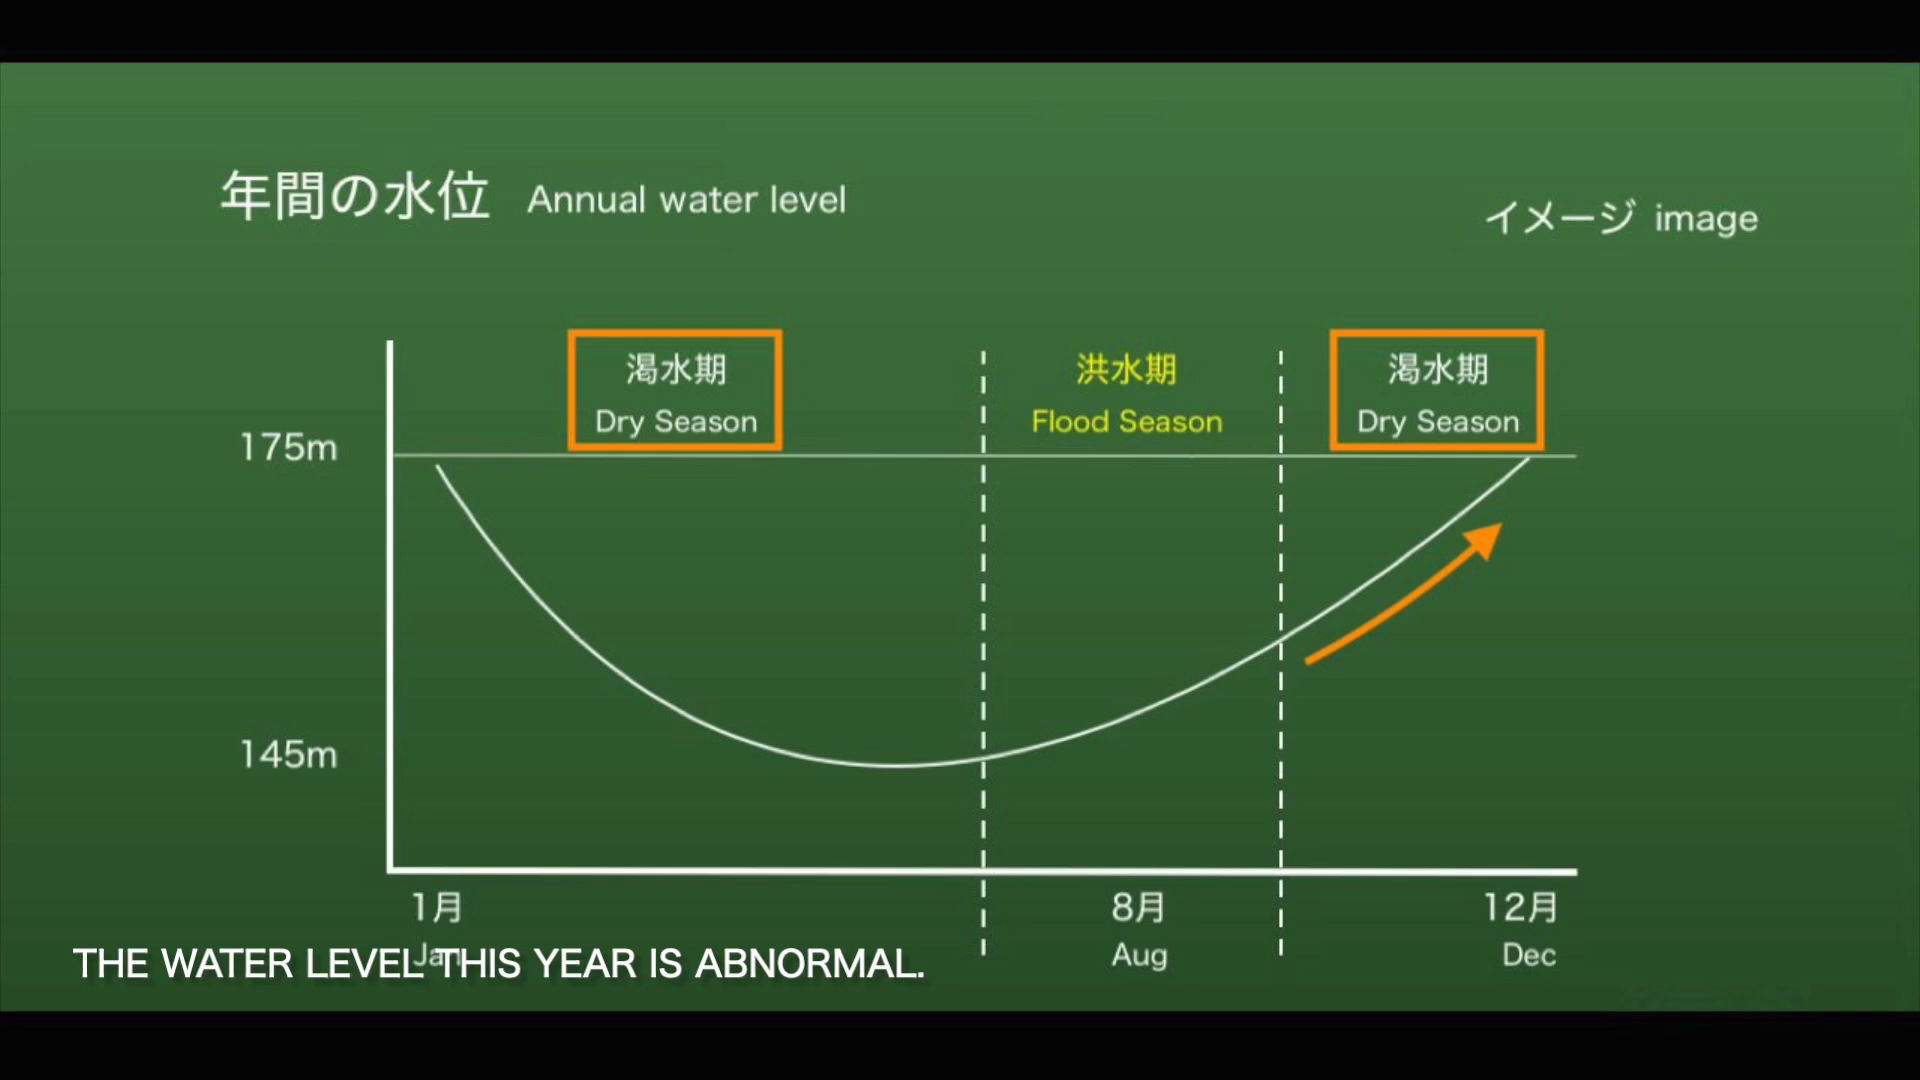 年間の水位 Annual water level
イメージ image
渇水期
Dry Season
洪水期
Flood Season
渇水期
Dry Season
175m
145m
1月
Jan
8月
Aug
12月
Dec
THE WATER LEVEL THIS YEAR IS ABNORMAL.